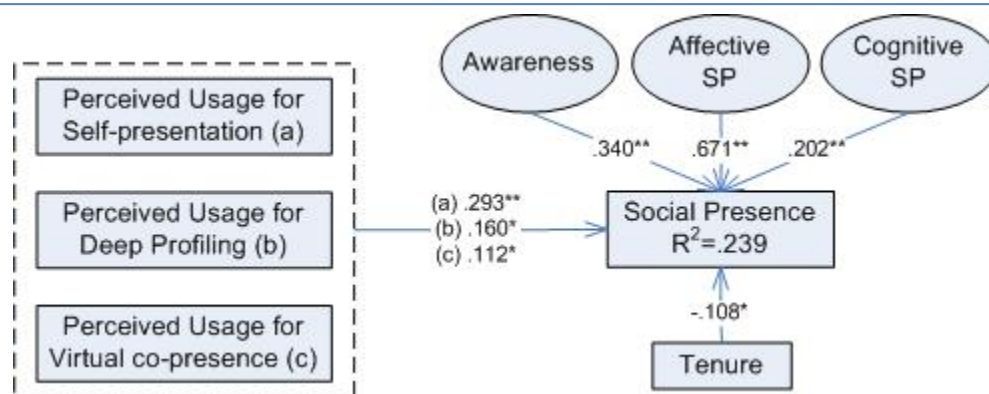 Awareness
Affective
SP
Cognitive
SP
Perceived Usage for
Self-presentation (a)
.340**
.671**
.202**
Perceived Usage for
Deep Profiling (b)
(a) .293**
(b) .160*
(c) .112*
Social Presence
R²=.239
Perceived Usage for
Virtual co-presence (c)
-.108*
Tenure